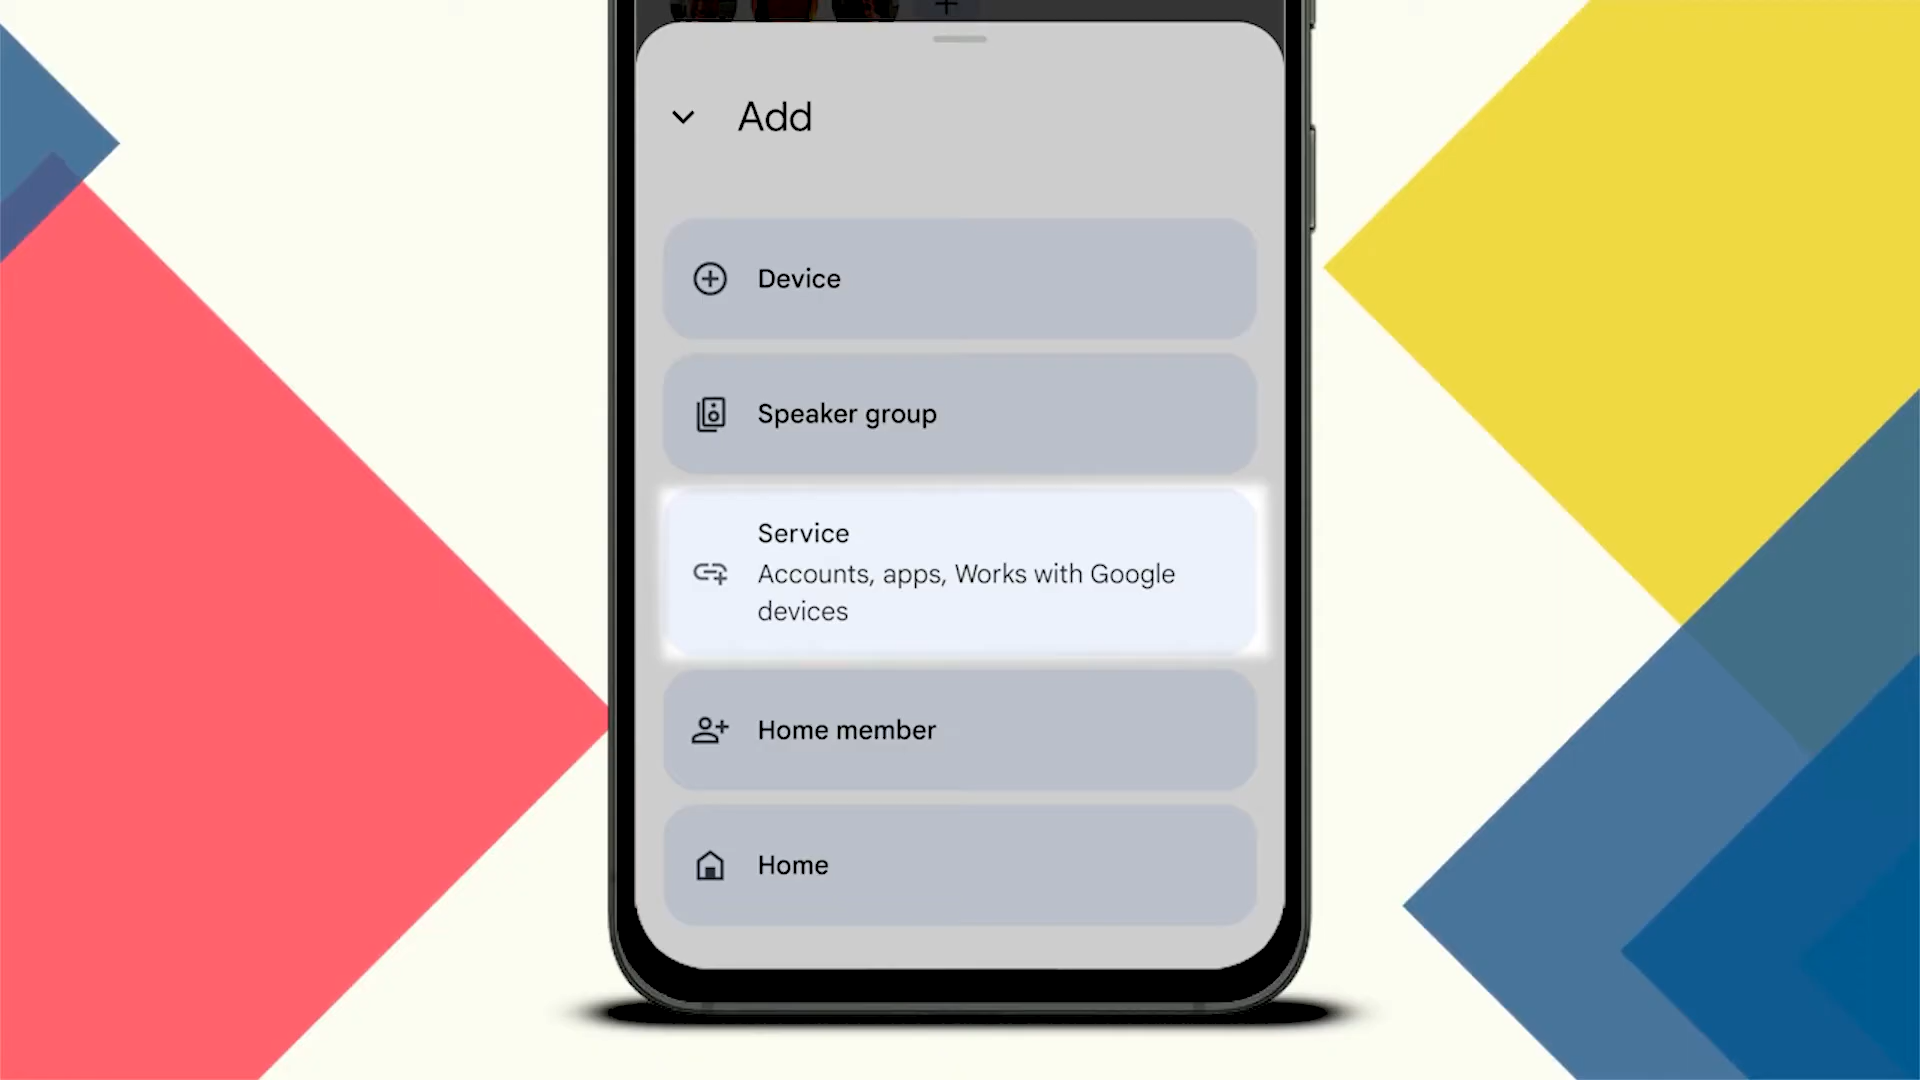 Add
Device
Speaker group
Service
Accounts, apps, Works with Google
devices
Home member
Home